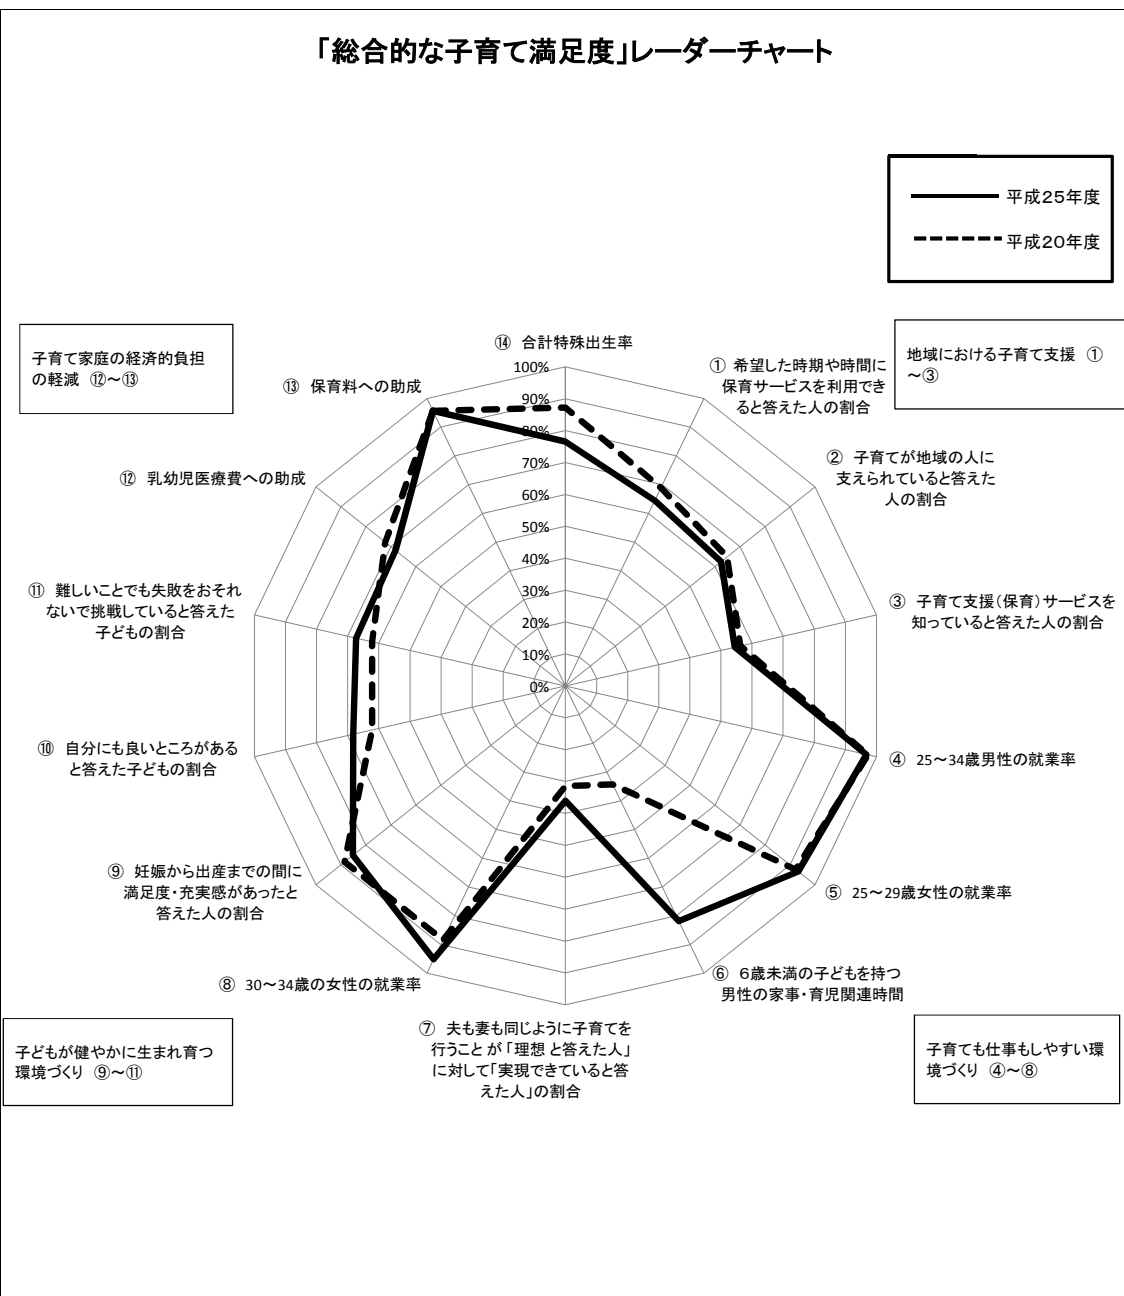 「総合的な子育て満足度」レーダーチャート
平成25年度
平成20年度
子育て家庭の経済的負担
の軽減 ⑫～⑬
地域における子育て支援 ①
～③
⑭ 合計特殊出生率
① 希望した時期や時間に
保育サービスを利用でき
ると答えた人の割合
② 子育てが地域の人に
支えられていると答えた
人の割合
③ 子育て支援(保育)サービスを
知っていると答えた人の割合
④ 25～34歳男性の就業率
⑤ 25～29歳女性の就業率
⑥ 6歳未満の子どもを持つ
男性の家事・育児関連時間
⑦ 夫も妻も同じように子育てを
行うこと が 「理想 と答えた人」
に対して「実現できていると答
えた人」の割合
⑧ 30～34歳の女性の就業率
⑨ 妊娠から出産までの間に
満足度・充実感があったと
答えた人の割合
⑩ 自分にも良いところがある
と答えた子どもの割合
⑪ 難しいことでも失敗をおそれ
ないで挑戦していると答えた
子どもの割合
⑫ 乳幼児医療費への助成
⑬ 保育料への助成
100%
90%
80%
70%
60%
50%
40%
30%
20%
10%
0%
子どもが健やかに生まれ育つ
環境づくり ⑨～⑪
子育ても仕事もしやすい環
境づくり ④～⑧